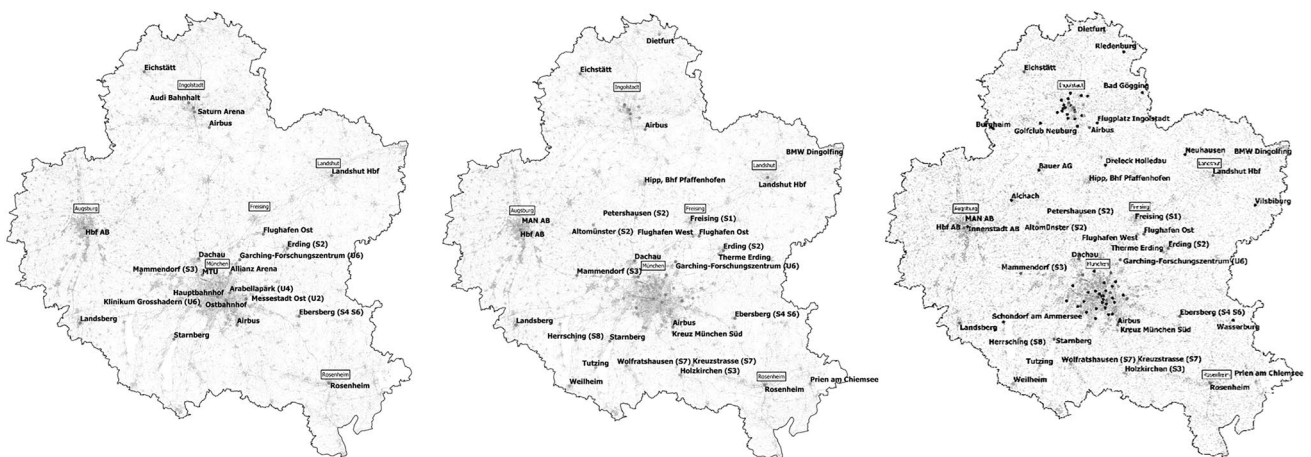 Eichstätt
Ingolstadt
Audi Bahnhalt
Saturn Arena
Airbus
Landshut
Landshut Hbf
Augsburg
Hbf AB
Freising
Flughafen Ost
Erding (S2)
Dachau
Garching-Forschungszentrum (U6)
München
Mammendorf (S3)
MTU
Allianz Arena
Hauptbahnhof
Arabellapark (U4)
Klinikum Grosshadern (U6)
Ostbahnhof
Messestadt Ost (U2)
Landsberg
Airbus
Ebersberg (S4 S6)
Starnberg
Rosenheim
Rosenheim
Dietfurt
Eichstätt
Ingolstadt
Airbus
BMW Dingolfing
Landshut
Landshut Hbf
Hipp, Bhf Pfaffenhofen
Augsburg
MAN AB
Petershausen (S2)
Freising
Freising (S1)
Hbf AB
Altomünster (S2)
Flughafen West
Flughafen Ost
Erding (S2)
Dachau
Therme Erding
München
Garching-Forschungszentrum (U6)
Mammendorf (S3)
Landsberg
Airbus
Ebersberg (S4 S6)
Kreuz München Süd
Herrsching (S8)
Starnberg
Tutzing
Wolfratshausen (S7)
Kreuzstrasse (S7)
Holzkirchen (S3)
Weilheim
Rosenheim
Rosenheim
Prien am Chiemsee
Dietfurt
Riedenburg
Eichstätt
Ingolstadt
Bad Gögging
Burgheim
Golfclub Neuburg
Flugplatz Ingolstadt
Airbus
Neuhausen
BMW Dingolfing
Bauer AG
Dreieck Holledau
Landshut
Landshut Hbf
Hipp, Bhf Pfaffenhofen
Aichach
Vilsbiburg
Augsburg
MAN AB
Petershausen (S2)
Freising
Freising (S1)
Hbf AB
Innenstadt AB
Altomünster (S2)
Flughafen West
Flughafen Ost
Erding (S2)
Therme Erding
Dachau
München
Garching-Forschungszentrum (U6)
Mammendorf (S3)
Schondorf am Ammersee
Landsberg
Airbus
Ebersberg (S4 S6)
Wasserburg
Kreuz München Süd
Herrsching (S8)
Starnberg
Tutzing
Wolfratshausen (S7)
Kreuzstrasse (S7)
Holzkirchen (S3)
Weilheim
Rosenheim
Rosenheim
Prien am Chiemsee